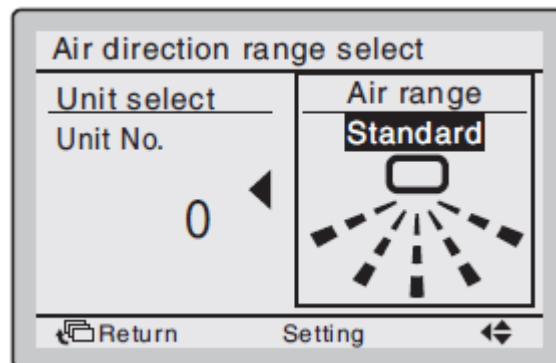 Air direction range select
Unit select
Air range
Unit No.
Standard
0
Return Setting